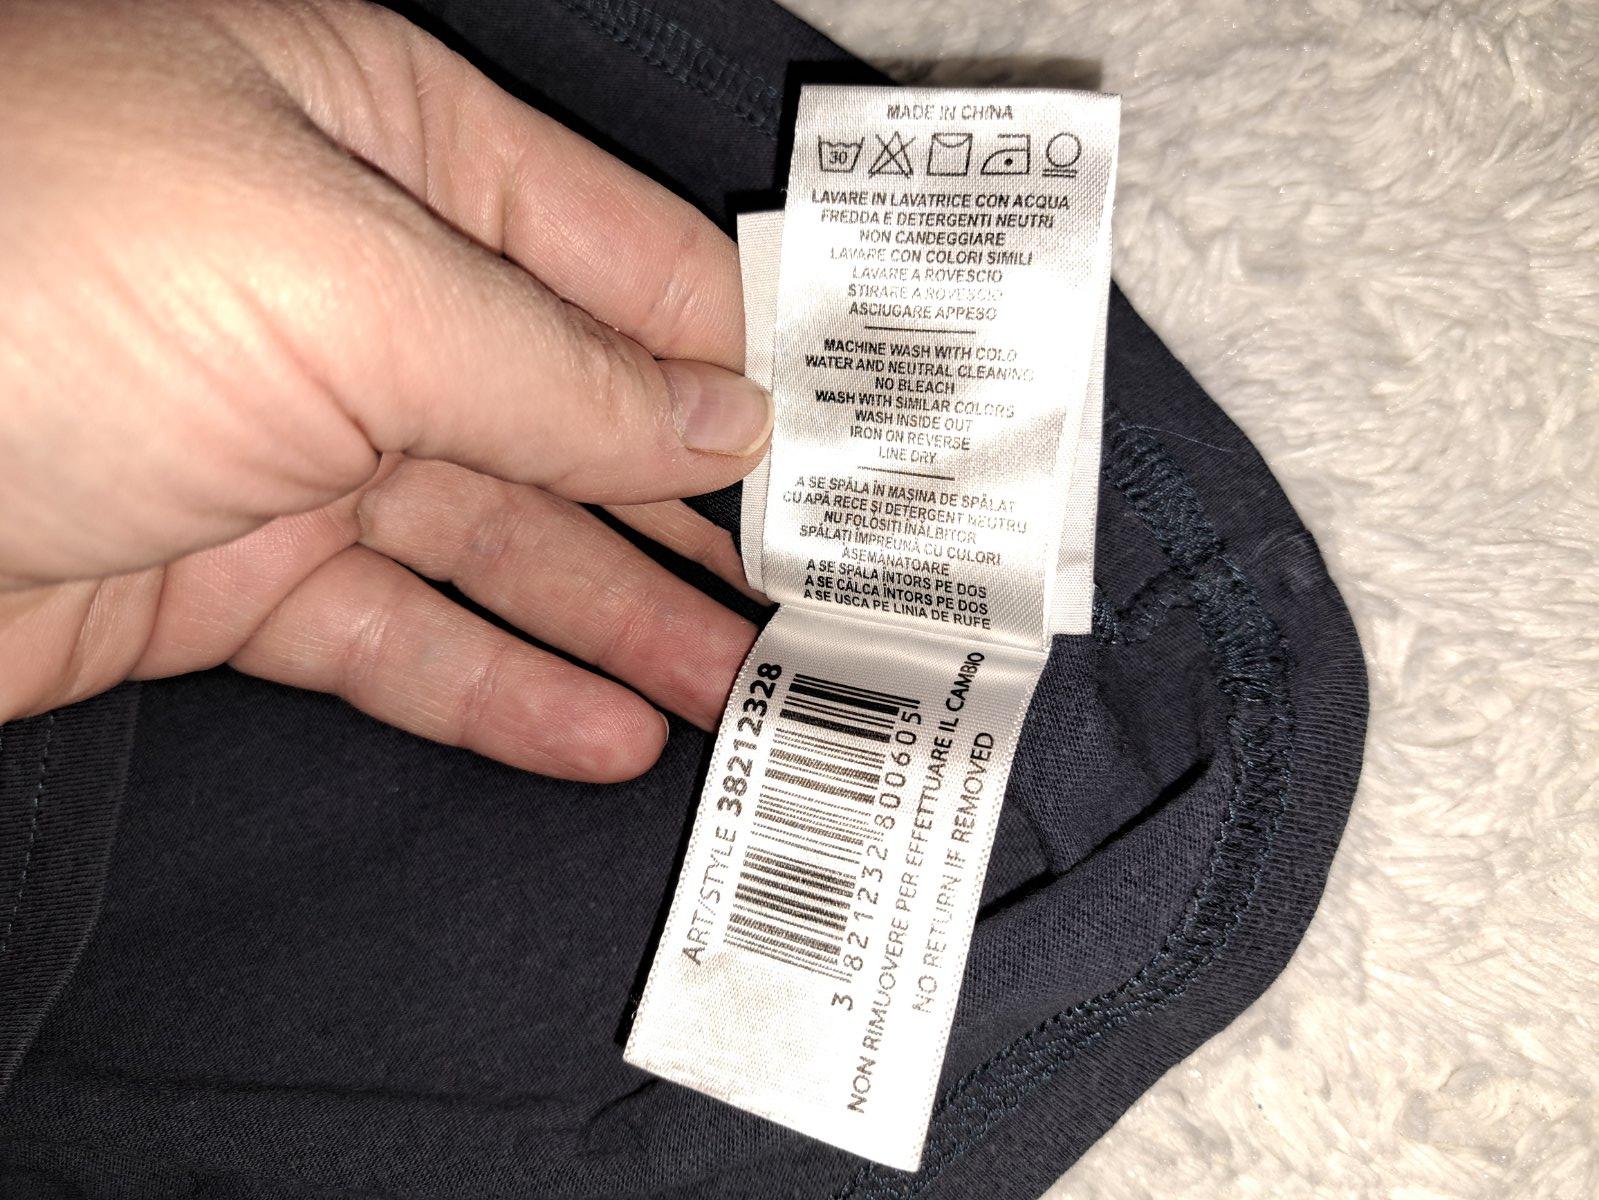 MADE IN CHINA
30
LAVARE IN LAVATRICE CON ACQUA
FREDDA E DETERGENTI NEUTRI
NON CANDEGGIARE
LAVARE CON COLORI SIMILI
LAVARE A ROVESCIO
STIRARE A ROVESCIO
ASCIUGARE APPESO
MACHINE WASH WITH COLD
WATER AND NEUTRAL CLEANING
NO BLEACH
WASH WITH SIMILAR COLORS
WASH INSIDE OUT
IRON ON REVERSE
LINE DRY
A SE SPĂLA ÎN MAȘINA DE SPĂLAT
CU APĂ RECE ȘI DETERGENT NEUTRU
NU FOLOSITI ÎNĂLBITOR
SPĂLAȚI ÎMPREUNĂ CU CULORI
ASEMĂNATOARE
A SE SPĂLA ÎNTORS PE DOS
A SE CĂLCA ÎNTORS PE DOS
A SE USCA PE LINIA DE RUFE
ART/STYLE 38212328
3 821232 800605
NON RIMUOVERE PER EFFETTUARE IL CAMBIO
NO RETURN IF REMOVED